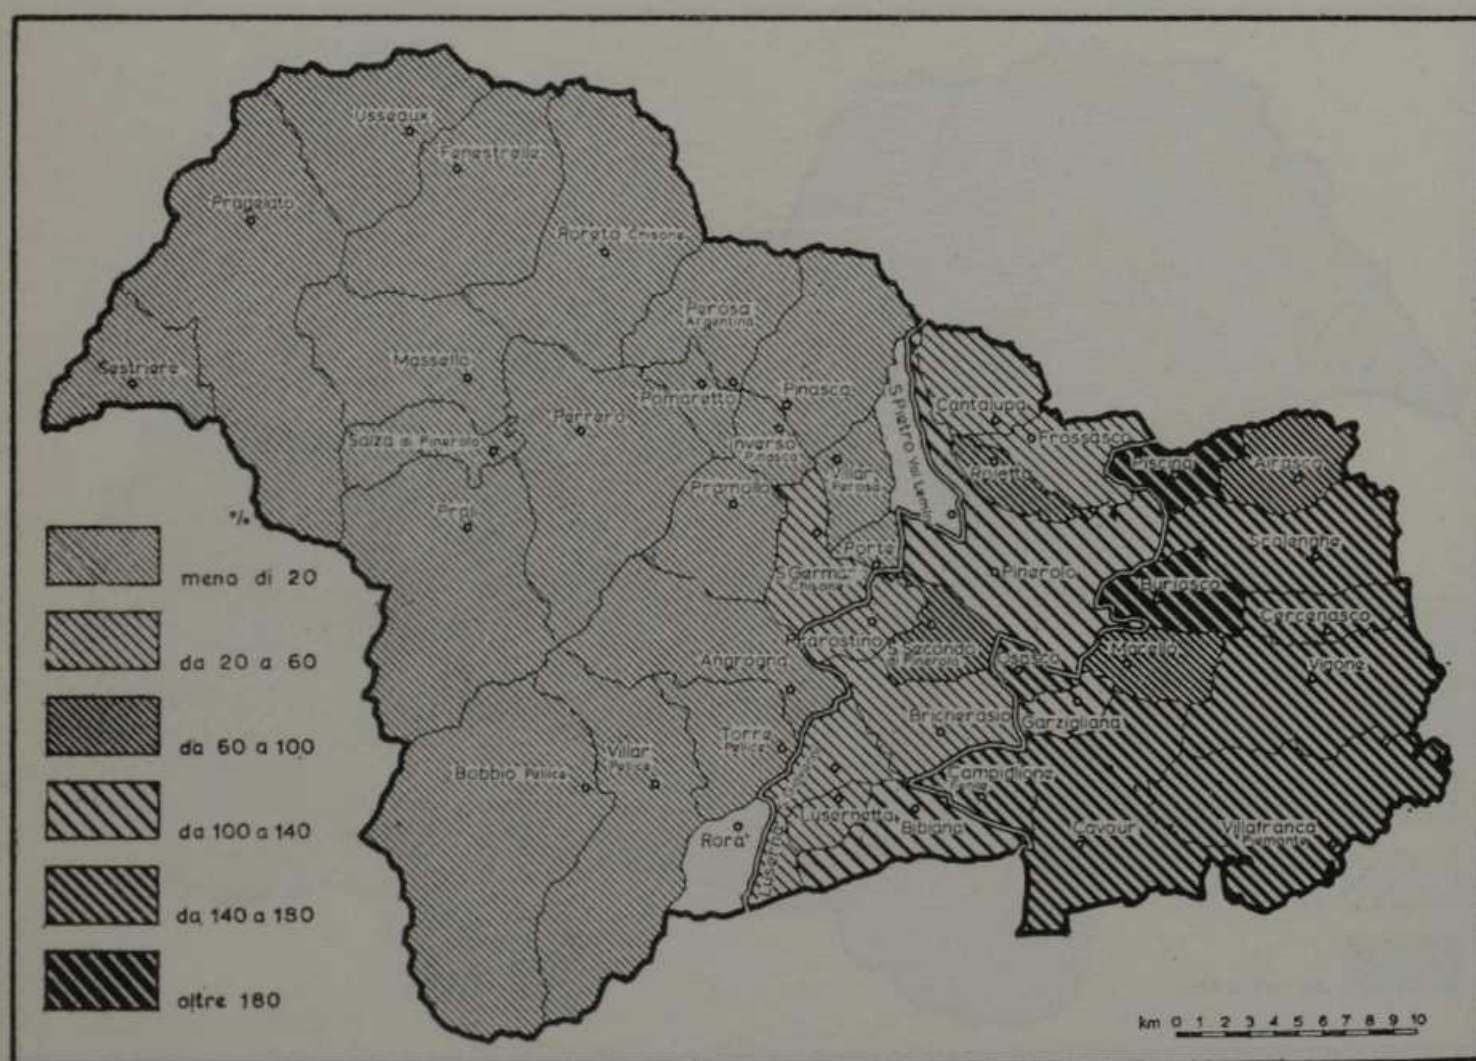 Usseaux
Fenestrelle
Pragelato
Roreto Chisone
Perosa
Argentina
Sestriere
Massello
Pomaretto
Pinasca
Salza di Pinerolo
Perrero
Inverso
Pinasca
Villar
Perosa
S. Pietro Val Lemina
Cantalupa
Frossasco
Roletto
Piscina
Airasca
Pramollo
Prali
Scalenghe
Porte
S. Germano
Chisone
Pinerolo
Buriasco
Cercenasco
Prarostino
S. Secondo
di Pinerolo
Osasco
Macello
Vigone
Angrogna
Bricherasio
Garzigliana
Torre
Pellice
Villar
Pellice
Bobbio Pellice
Campiglione
Fenile
Lusernetta
Bibiana
Cavour
Villafranca
Piemonte
Rorà
Luserna
‰
meno di 20
da 20 a 60
da 60 a 100
da 100 a 140
da 140 a 180
oltre 180
km 0 1 2 3 4 5 6 7 8 9 10